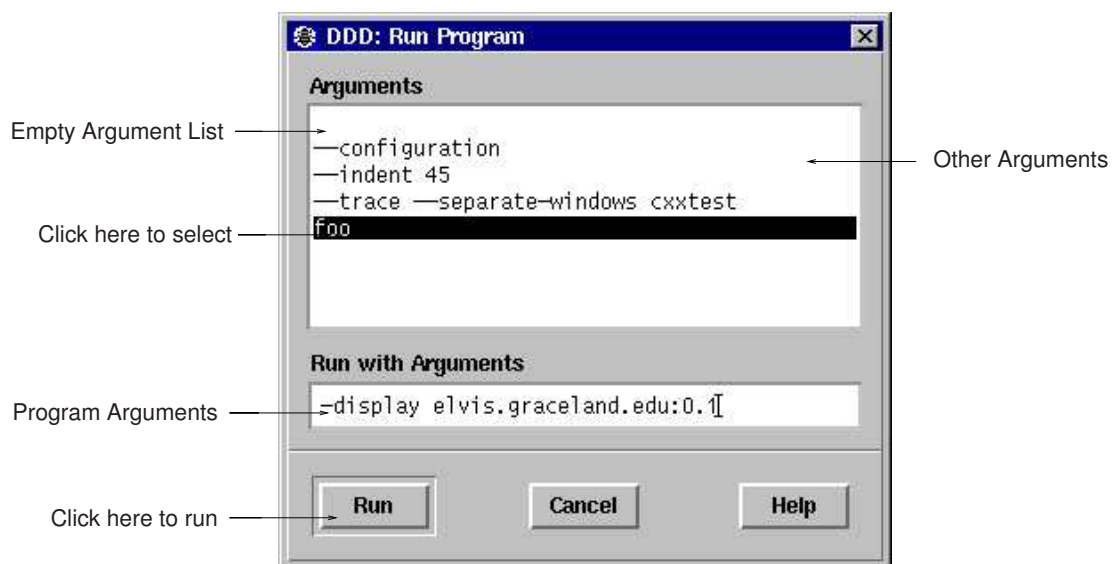 DDD: Run Program
Arguments
Empty Argument List
--configuration
--indent 45
--trace --separate-windows cxxtest
Other Arguments
Click here to select
foo
Run with Arguments
Program Arguments
-display elvis.graceland.edu:0.1
Click here to run
Run
Cancel
Help